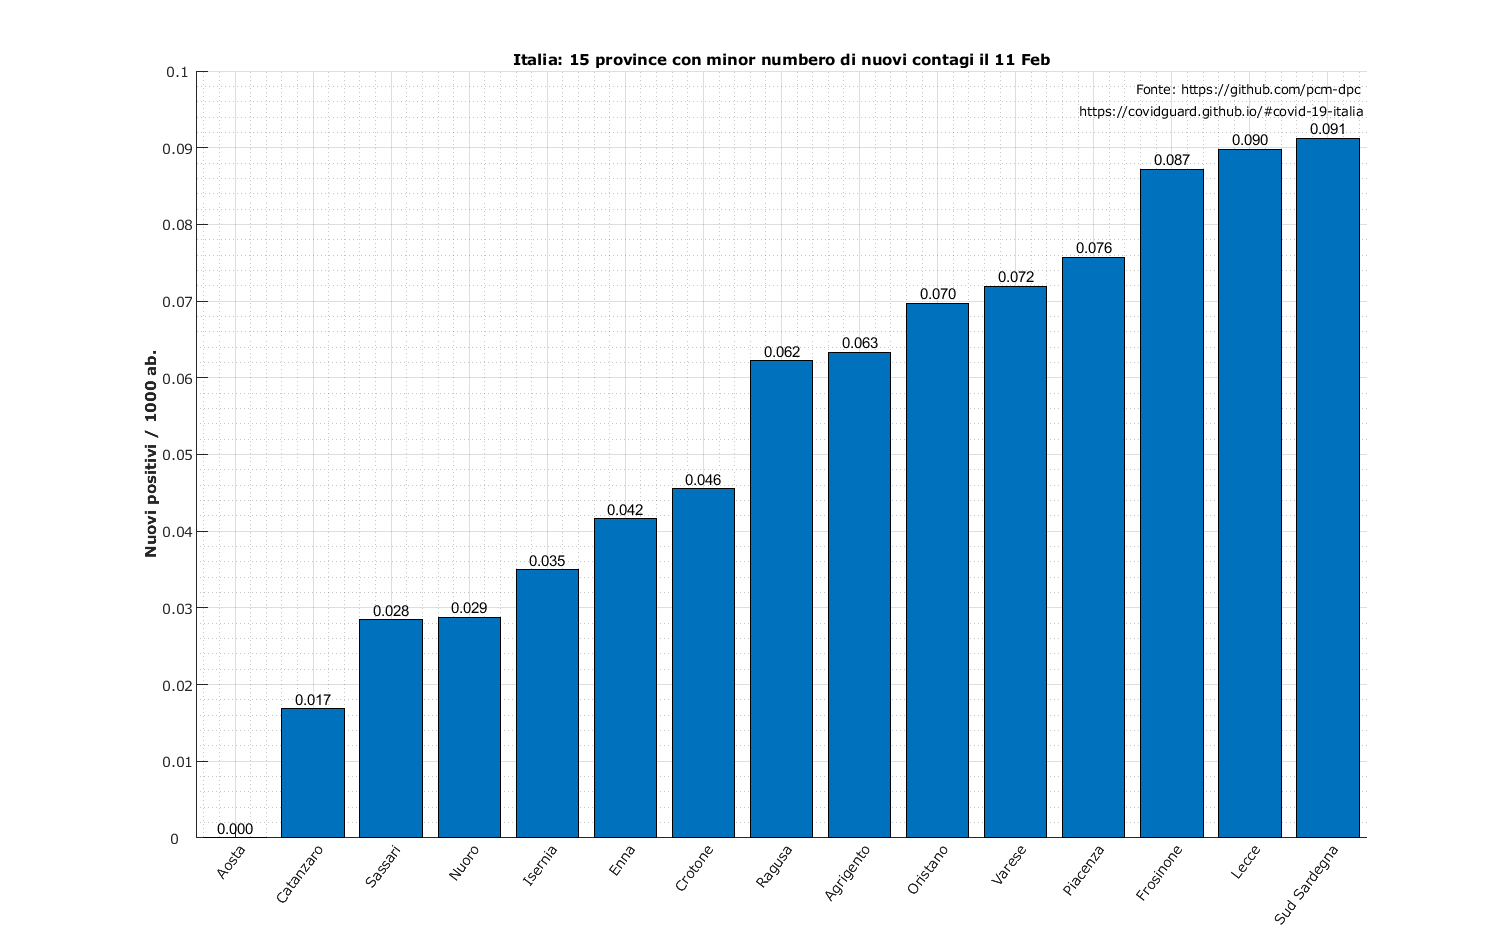 Italia: 15 province con minor numbero di nuovi contagi il 11 Feb
Fonte: https://github.com/pcm-dpc
https://covidguard.github.io/#covid-19-italia
Nuovi positivi / 1000 ab.
0.1
0.09
0.08
0.07
0.06
0.05
0.04
0.03
0.02
0.01
0
0.000
0.017
0.028
0.029
0.035
0.042
0.046
0.062
0.063
0.070
0.072
0.076
0.087
0.090
0.091
Aosta
Catanzaro
Sassari
Nuoro
Isernia
Enna
Crotone
Ragusa
Agrigento
Oristano
Varese
Piacenza
Frosinone
Lecce
Sud Sardegna